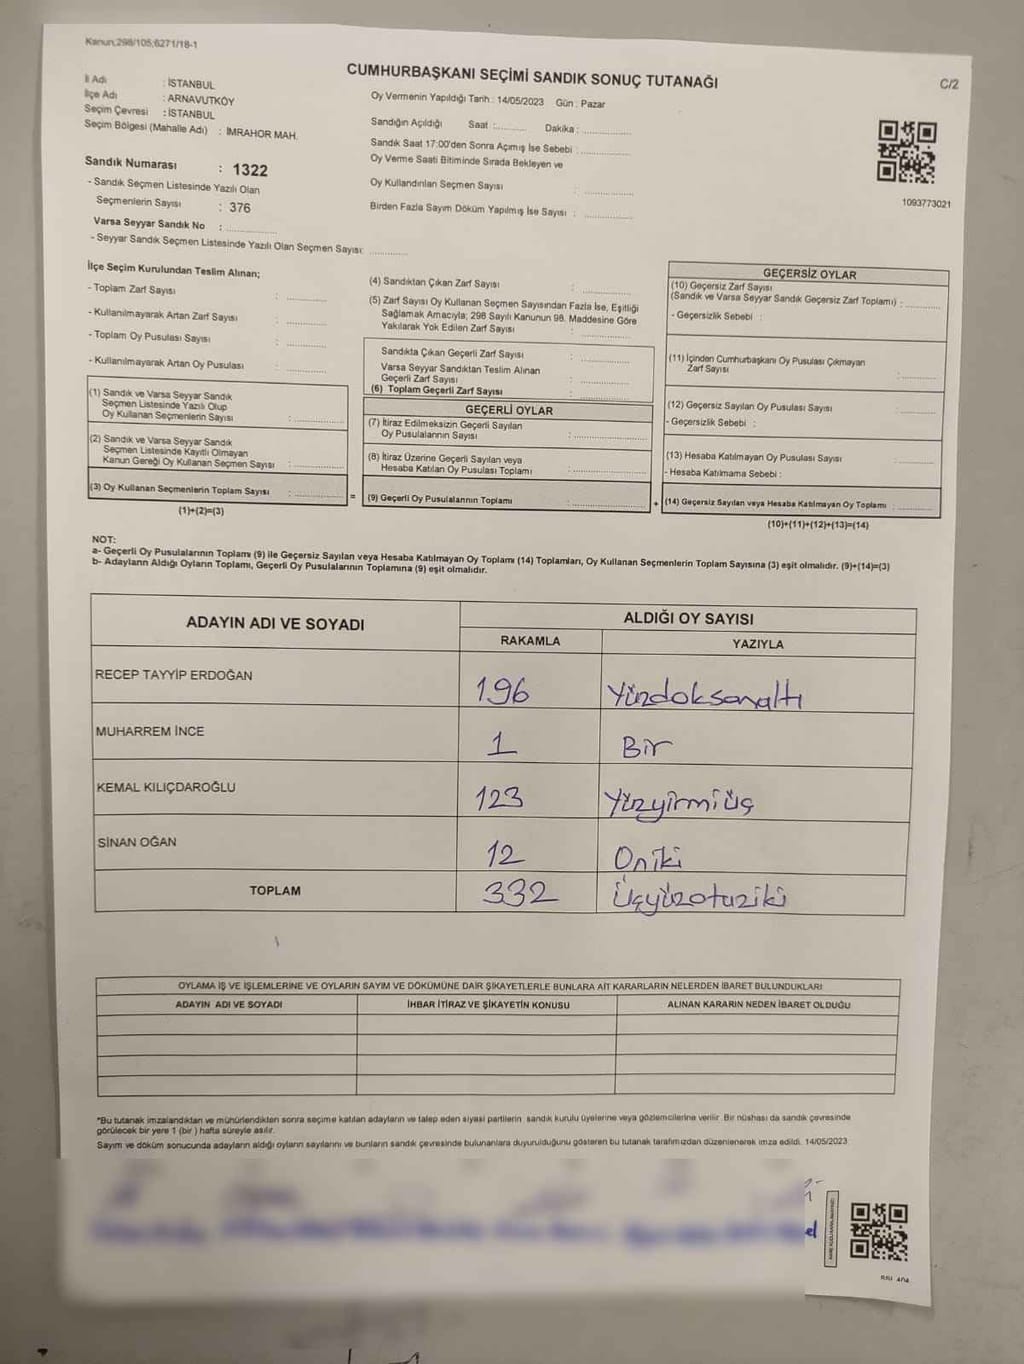 Kanun;298/105;6271/18-1
CUMHURBAŞKANI SEÇİMİ SANDIK SONUÇ TUTANAĞI
C/2
İl Adı : İSTANBUL
İlçe Adı : ARNAVUTKÖY
Seçim Çevresi : İSTANBUL
Seçim Bölgesi (Mahalle Adı) : İMRAHOR MAH.
Oy Vermenin Yapıldığı Tarih : 14/05/2023 Gün : Pazar
Sandığın Açıldığı Saat :.......... Dakika : ..............
Sandık Saat 17:00'den Sonra Açımış İse Sebebi : ..............
Oy Verme Saati Bitiminde Sırada Bekleyen ve
Oy Kullandırılan Seçmen Sayısı : ..............
Birden Fazla Sayım Döküm Yapılmış İse Sayısı : ..............
1093773021
Sandık Numarası : 1322
- Sandık Seçmen Listesinde Yazılı Olan
Seçmenlerin Sayısı : 376
Varsa Seyyar Sandık No : ..............
- Seyyar Sandık Seçmen Listesinde Yazılı Olan Seçmen Sayısı: ..............
İlçe Seçim Kurulundan Teslim Alınan;
- Toplam Zarf Sayısı : ..............
- Kullanılmayarak Artan Zarf Sayısı : ..............
- Toplam Oy Pusulası Sayısı : ..............
- Kullanılmayarak Artan Oy Pusulası : ..............
(1) Sandık ve Varsa Seyyar Sandık
Seçmen Listesinde Yazılı Olup
Oy Kullanan Seçmenlerin Sayısı : ..............
(2) Sandık ve Varsa Seyyar Sandık
Seçmen Listesinde Kayıtlı Olmayan
Kanun Gereği Oy Kullanan Seçmen Sayısı : ..............
(3) Oy Kullanan Seçmenlerin Toplam Sayısı : ..............
(1)+(2)=(3)
=
(4) Sandıktan Çıkan Zarf Sayısı : ..............
(5) Zarf Sayısı Oy Kullanan Seçmen Sayısından Fazla İse, Eşitliği
Sağlamak Amacıyla; 298 Sayılı Kanunun 98. Maddesine Göre
Yakılarak Yok Edilen Zarf Sayısı : ..............
Sandıkta Çıkan Geçerli Zarf Sayısı : ..............
Varsa Seyyar Sandıktan Teslim Alınan
Geçerli Zarf Sayısı : ..............
(6) Toplam Geçerli Zarf Sayısı : ..............
GEÇERLİ OYLAR
(7) İtiraz Edilmeksizin Geçerli Sayılan
Oy Pusulalarının Sayısı : ..............
(8) İtiraz Üzerine Geçerli Sayılan veya
Hesaba Katılan Oy Pusulası Toplamı : ..............
(9) Geçerli Oy Pusulalarının Toplamı : ..............
+
GEÇERSİZ OYLAR
(10) Geçersiz Zarf Sayısı
(Sandık ve Varsa Seyyar Sandık Geçersiz Zarf Toplamı) : ..............
- Geçersizlik Sebebi :
(11) İçinden Cumhurbaşkanı Oy Pusulası Çıkmayan
Zarf Sayısı : ..............
(12) Geçersiz Sayılan Oy Pusulası Sayısı : ..............
- Geçersizlik Sebebi :
(13) Hesaba Katılmayan Oy Pusulası Sayısı : ..............
- Hesaba Katılmama Sebebi :
(14) Geçersiz Sayılan veya Hesaba Katılmayan Oy Toplamı : ..............
(10)+(11)+(12)+(13)=(14)
NOT:
a- Geçerli Oy Pusulalarının Toplamı (9) ile Geçersiz Sayılan veya Hesaba Katılmayan Oy Toplamı (14) Toplamları, Oy Kullanan Seçmenlerin Toplam Sayısına (3) eşit olmalıdır. (9)+(14)=(3)
b- Adayların Aldığı Oyların Toplamı, Geçerli Oy Pusulalarının Toplamına (9) eşit olmalıdır.
ADAYIN ADI VE SOYADI ALDIĞI OY SAYISI
RAKAMLA YAZIYLA
RECEP TAYYİP ERDOĞAN 196 Yüzdoksanaltı
MUHARREM İNCE 1 Bir
KEMAL KILIÇDAROĞLU 123 Yüzyirmiüç
SİNAN OĞAN 12 Oniki
TOPLAM 332 Üçyüzotuziki
OYLAMA İŞ VE İŞLEMLERİNE VE OYLARIN SAYIM VE DÖKÜMÜNE DAİR ŞİKAYETLERLE BUNLARA AİT KARARLARIN NELERDEN İBARET BULUNDUKLARI
ADAYIN ADI VE SOYADI İHBAR İTİRAZ VE ŞİKAYETİN KONUSU ALINAN KARARIN NEDEN İBARET OLDUĞU
*Bu tutanak imzalandıktan ve mühürlendikten sonra seçime katılan adayların ve talep eden siyasi partilerin sandık kurulu üyelerine veya gözlemcilerine verilir. Bir nüshası da sandık çevresinde
görülecek bir yere 1 (bir ) hafta süreyle asılır.
Sayım ve döküm sonucunda adayların aldığı oyların sayılarını ve bunların sandık çevresinde bulunanlara duyurulduğunu gösteren bu tutanak tarafımızdan düzenlenerek imza edildi. 14/05/2023